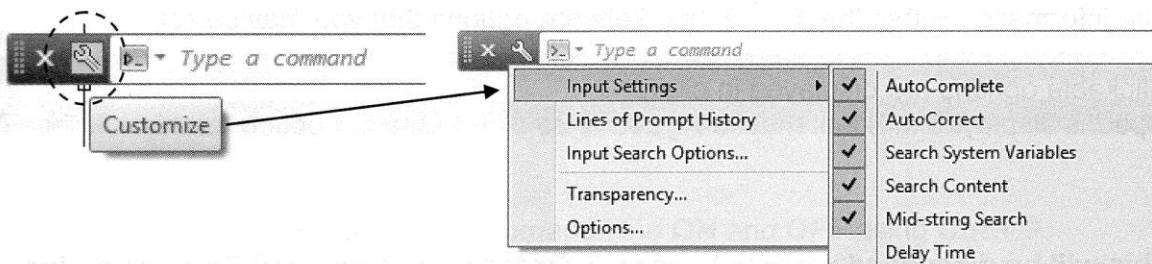 Type a command
Customize
Type a command
Input Settings
Lines of Prompt History
Input Search Options...
Transparency...
Options...
AutoComplete
AutoCorrect
Search System Variables
Search Content
Mid-string Search
Delay Time